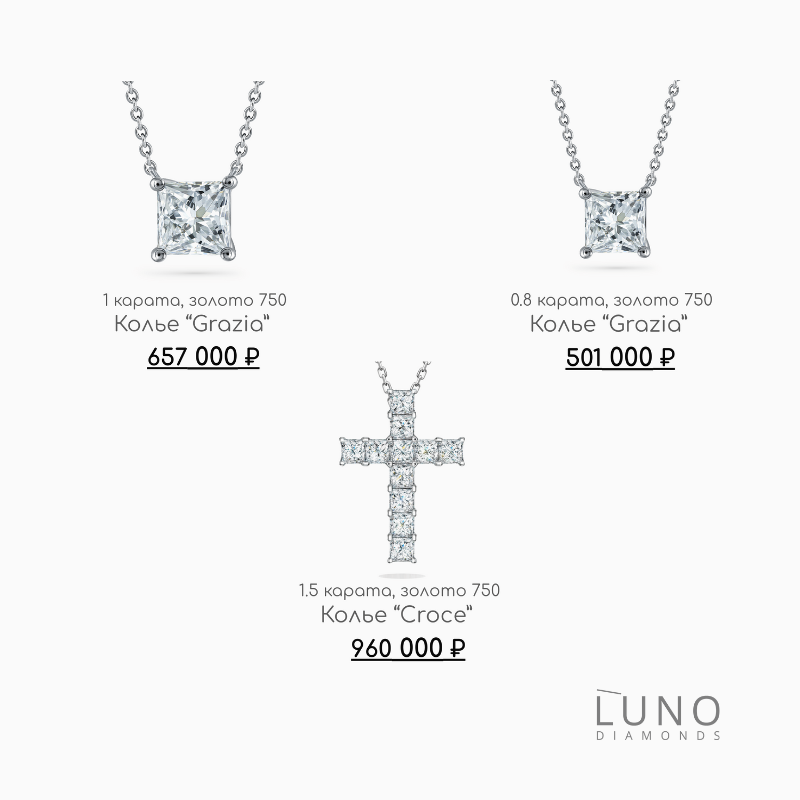 1 карата, золото 750
Колье “Grazia”
657 000 ₽
0.8 карата, золото 750
Колье “Grazia”
501 000 ₽
1.5 карата, золото 750
Колье “Croce”
960 000 ₽
LUNO
DIAMONDS